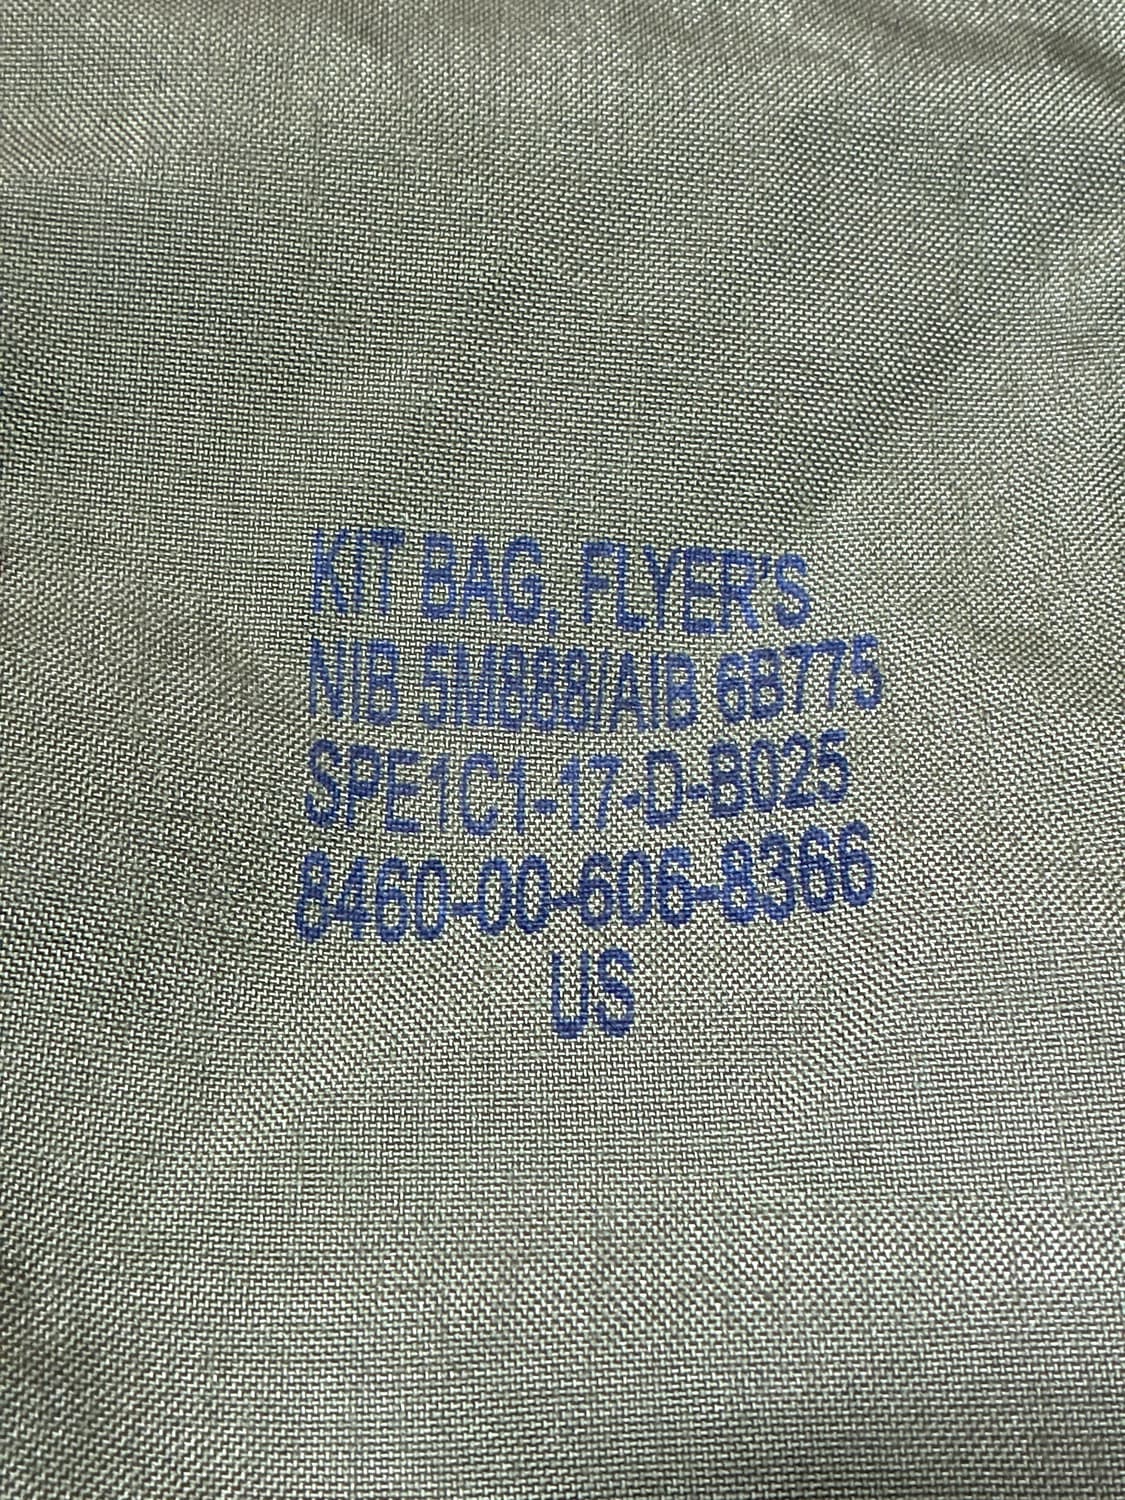 KIT BAG, FLYER'S
NIB 5M888/AIB 6B775
SPE1C1-17-D-B025
8460-00-606-8366
US